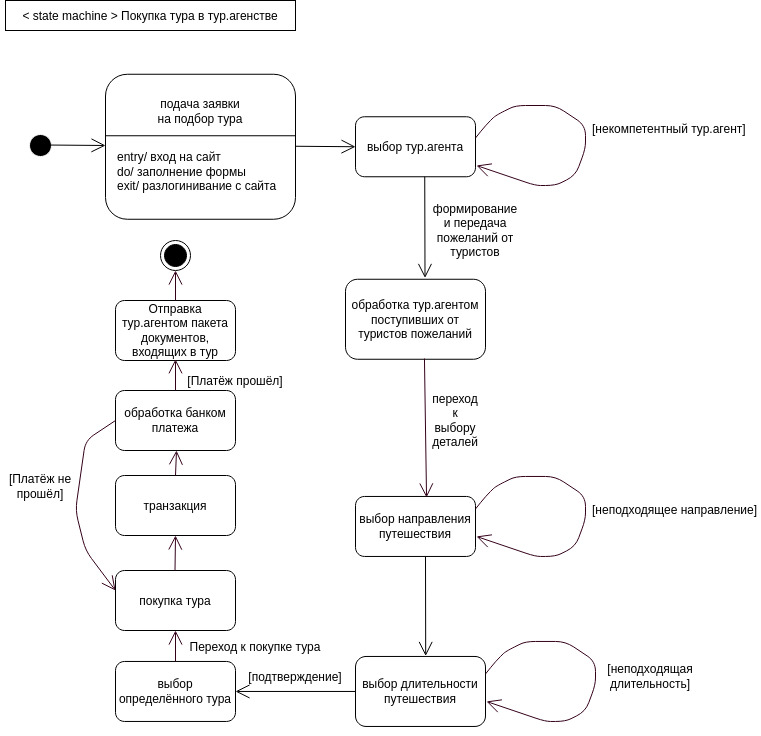 < state machine > Покупка тура в тур.агенстве
подача заявки
на подбор тура
entry/ вход на сайт
do/ заполнение формы
exit/ разлогинивание с сайта
выбор тур.агента
[некомпетентный тур.агент]
формирование
и передача
пожеланий от
туристов
обработка тур.агентом
поступивших от
туристов пожеланий
переход
к
выбору
деталей
выбор направления
путешествия
[неподходящее направление]
выбор длительности
путешествия
[неподходящая
длительность]
[подтверждение]
выбор
определённого тура
Переход к покупке тура
покупка тура
транзакция
[Платёж не
прошёл]
обработка банком
платежа
[Платёж прошёл]
Отправка
тур.агентом пакета
документов,
входящих в тур